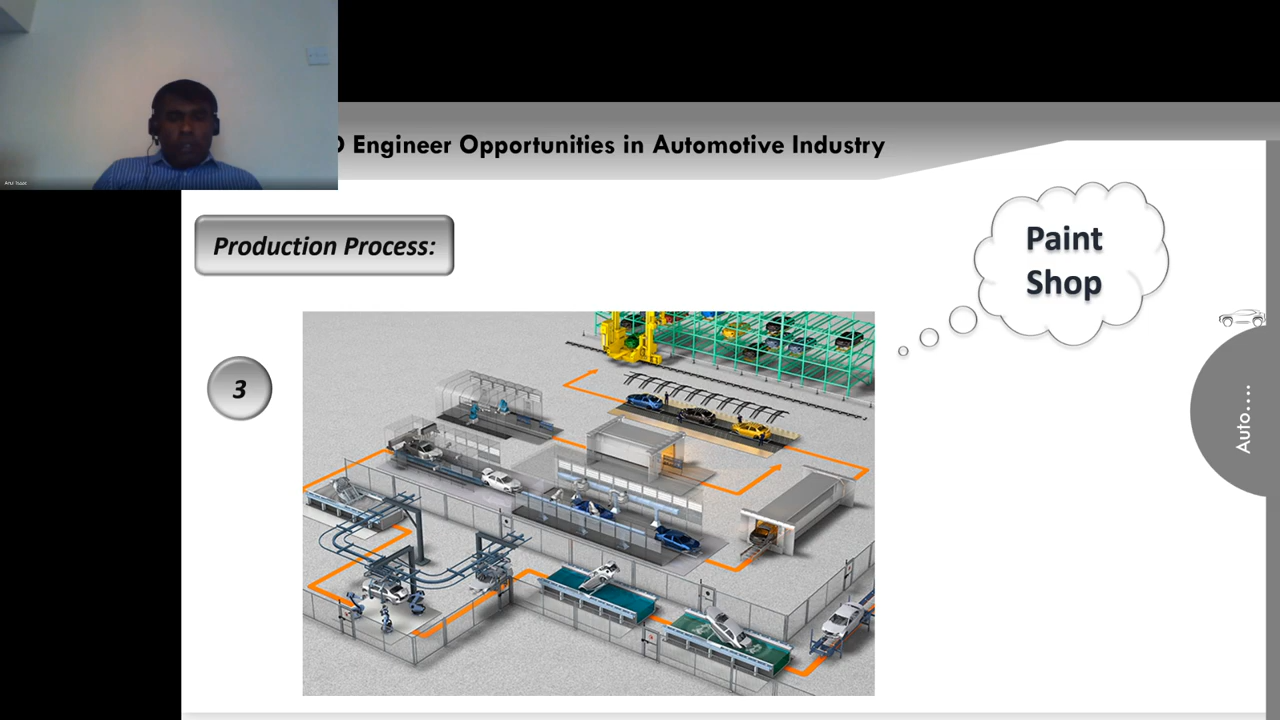 Engineer Opportunities in Automotive Industry
Production Process:
Paint
Shop
3
Auto....